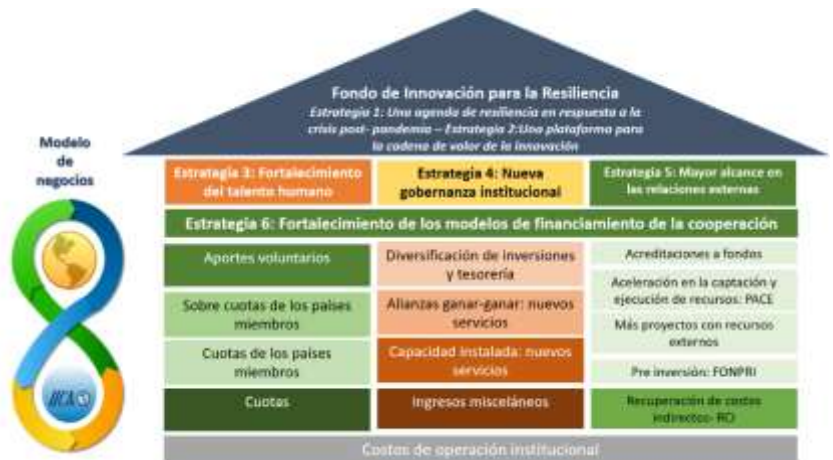 Fondo de Innovación para la Resiliencia
Estrategia 1: Una agenda de resiliencia en respuesta a la
crisis post- pandemia – Estrategia 2:Una plataforma para
la cadena de valor de la innovación
Modelo
de
negocios
Estrategia 3: Fortalecimiento
del talento humano
Estrategia 4: Nueva
gobernanza institucional
Estrategia 5: Mayor alcance en
las relaciones externas
Estrategia 6: Fortalecimiento de los modelos de financiamiento de la cooperación
Aportes voluntarios
Sobre cuotas de los países
miembros
Cuotas de los países
miembros
Cuotas
Diversificación de inversiones
y tesorería
Alianzas ganar-ganar: nuevos
servicios
Capacidad instalada: nuevos
servicios
Ingresos misceláneos
Acreditaciones a fondos
Aceleración en la captación y
ejecución de recursos: PACE
Más proyectos con recursos
externos
Pre inversión: FONPRI
Recuperación de costos
indirectos- RCI
IICA
Costos de operación institucional